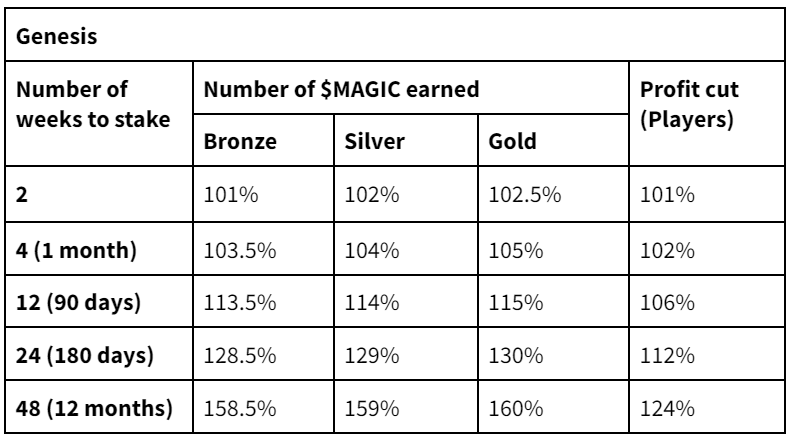 Genesis
Number of weeks to stake
Number of $MAGIC earned
Profit cut (Players)
Bronze Silver Gold
2 101% 102% 102.5% 101%
4 (1 month) 103.5% 104% 105% 102%
12 (90 days) 113.5% 114% 115% 106%
24 (180 days) 128.5% 129% 130% 112%
48 (12 months) 158.5% 159% 160% 124%